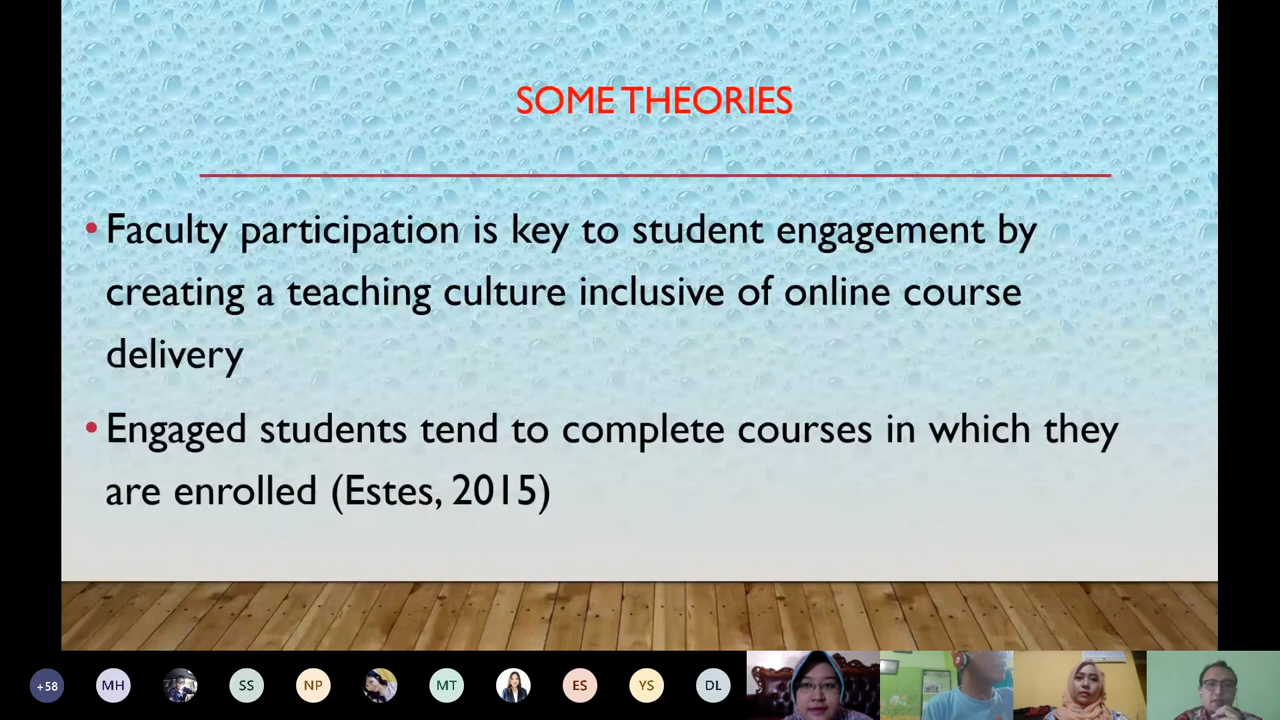 SOME THEORIES
• Faculty participation is key to student engagement by
creating a teaching culture inclusive of online course
delivery
• Engaged students tend to complete courses in which they
are enrolled (Estes, 2015)
+58 MH SS NP MT ES YS DL